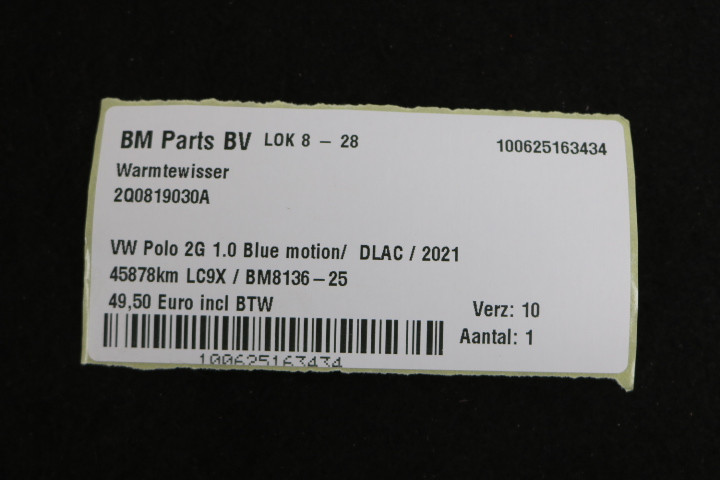 BM Parts BV LOK 8 – 28 100625163434
Warmtewisser
2Q0819030A
VW Polo 2G 1.0 Blue motion/ DLAC / 2021
45878km LC9X / BM8136–25
49,50 Euro incl BTW
Verz: 10
Aantal: 1
100625163434